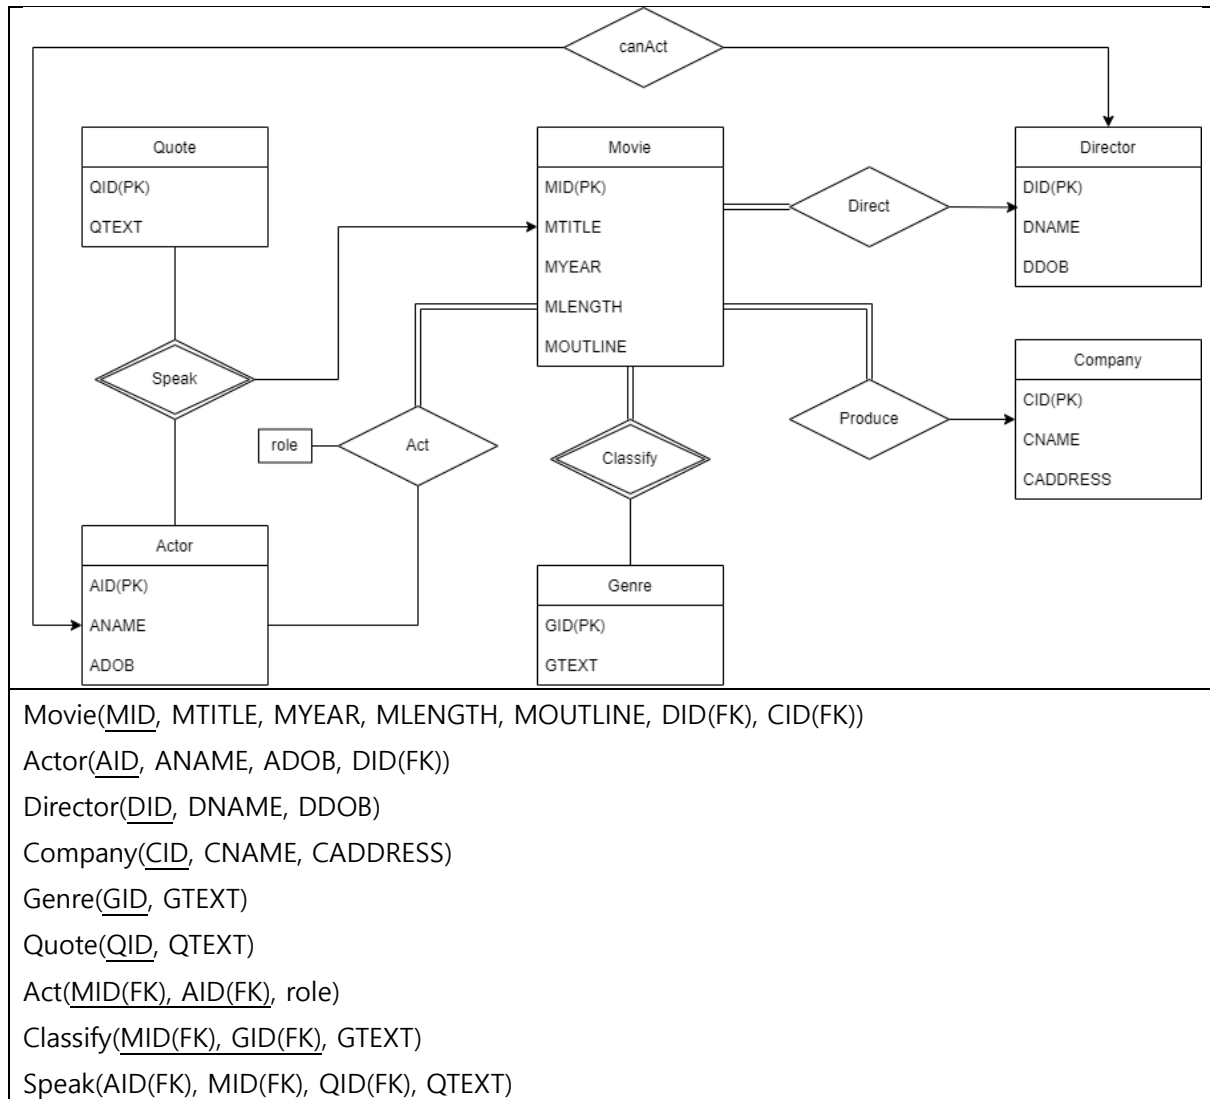 canAct
Quote
QID(PK)
QTEXT
Movie
MID(PK)
MTITLE
MYEAR
MLENGTH
MOUTLINE
Direct
Director
DID(PK)
DNAME
DDOB
Speak
role
Act
Classify
Produce
Company
CID(PK)
CNAME
CADDRESS
Actor
AID(PK)
ANAME
ADOB
Genre
GID(PK)
GTEXT
Movie(MID, MTITLE, MYEAR, MLENGTH, MOUTLINE, DID(FK), CID(FK))
Actor(AID, ANAME, ADOB, DID(FK))
Director(DID, DNAME, DDOB)
Company(CID, CNAME, CADDRESS)
Genre(GID, GTEXT)
Quote(QID, QTEXT)
Act(MID(FK), AID(FK), role)
Classify(MID(FK), GID(FK), GTEXT)
Speak(AID(FK), MID(FK), QID(FK), QTEXT)